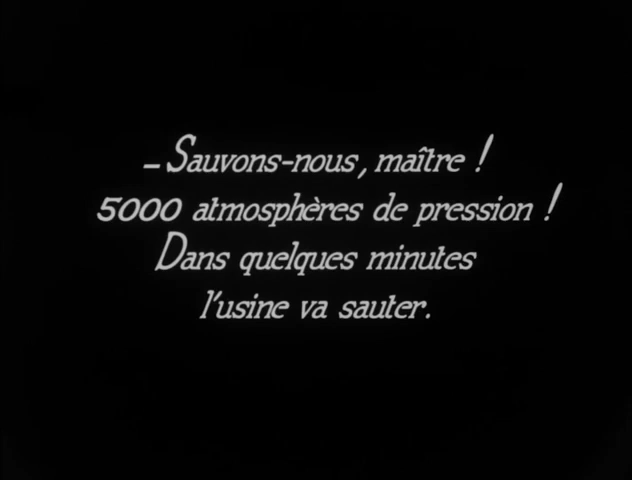 – Sauvons-nous, maître !
5000 atmosphères de pression !
Dans quelques minutes
l'usine va sauter.